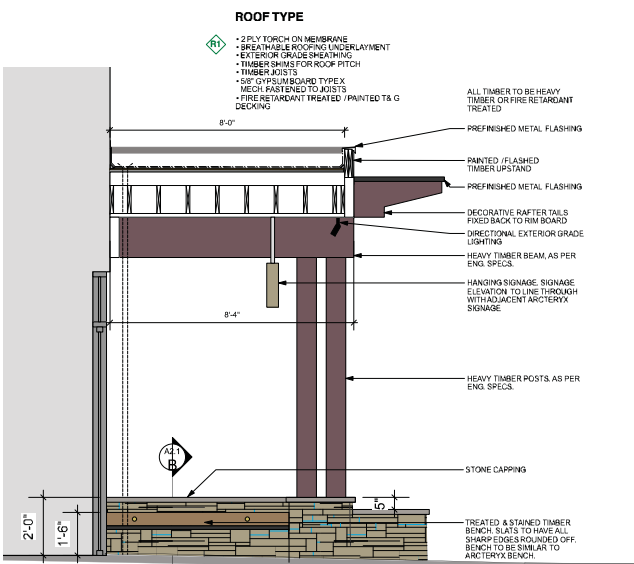 ROOF TYPE
R1
• 2 PLY TORCH ON MEMBRANE
• BREATHABLE ROOFING UNDERLAYMENT
• EXTERIOR GRADE SHEATHING
• TIMBER SHIMS FOR ROOF PITCH
• TIMBER JOISTS
• 5/8" GYPSUM BOARD TYPE X
MECH. FASTENED TO JOISTS
• FIRE RETARDANT TREATED / PAINTED T& G
DECKING
ALL TIMBER TO BE HEAVY
TIMBER OR FIRE RETARDANT
TREATED
8'-0"
PREFINISHED METAL FLASHING
PAINTED /FLASHED
TIMBER UPSTAND
PREFINISHED METAL FLASHING
DECORATIVE RAFTER TAILS
FIXED BACK TO RIM BOARD
DIRECTIONAL EXTERIOR GRADE
LIGHTING
HEAVY TIMBER BEAM, AS PER
ENG. SPECS.
HANGING SIGNAGE. SIGNAGE
ELEVATION TO LINE THROUGH
WITH ADJACENT ARCTERYX
SIGNAGE
8'-4"
HEAVY TIMBER POSTS. AS PER
ENG. SPECS.
A2.1
B
STONE CAPPING
5"
2'-0"
1'-6"
TREATED & STAINED TIMBER
BENCH. SLATS TO HAVE ALL
SHARP EDGES ROUNDED OFF.
BENCH TO BE SIMILAR TO
ARCTERYX BENCH.